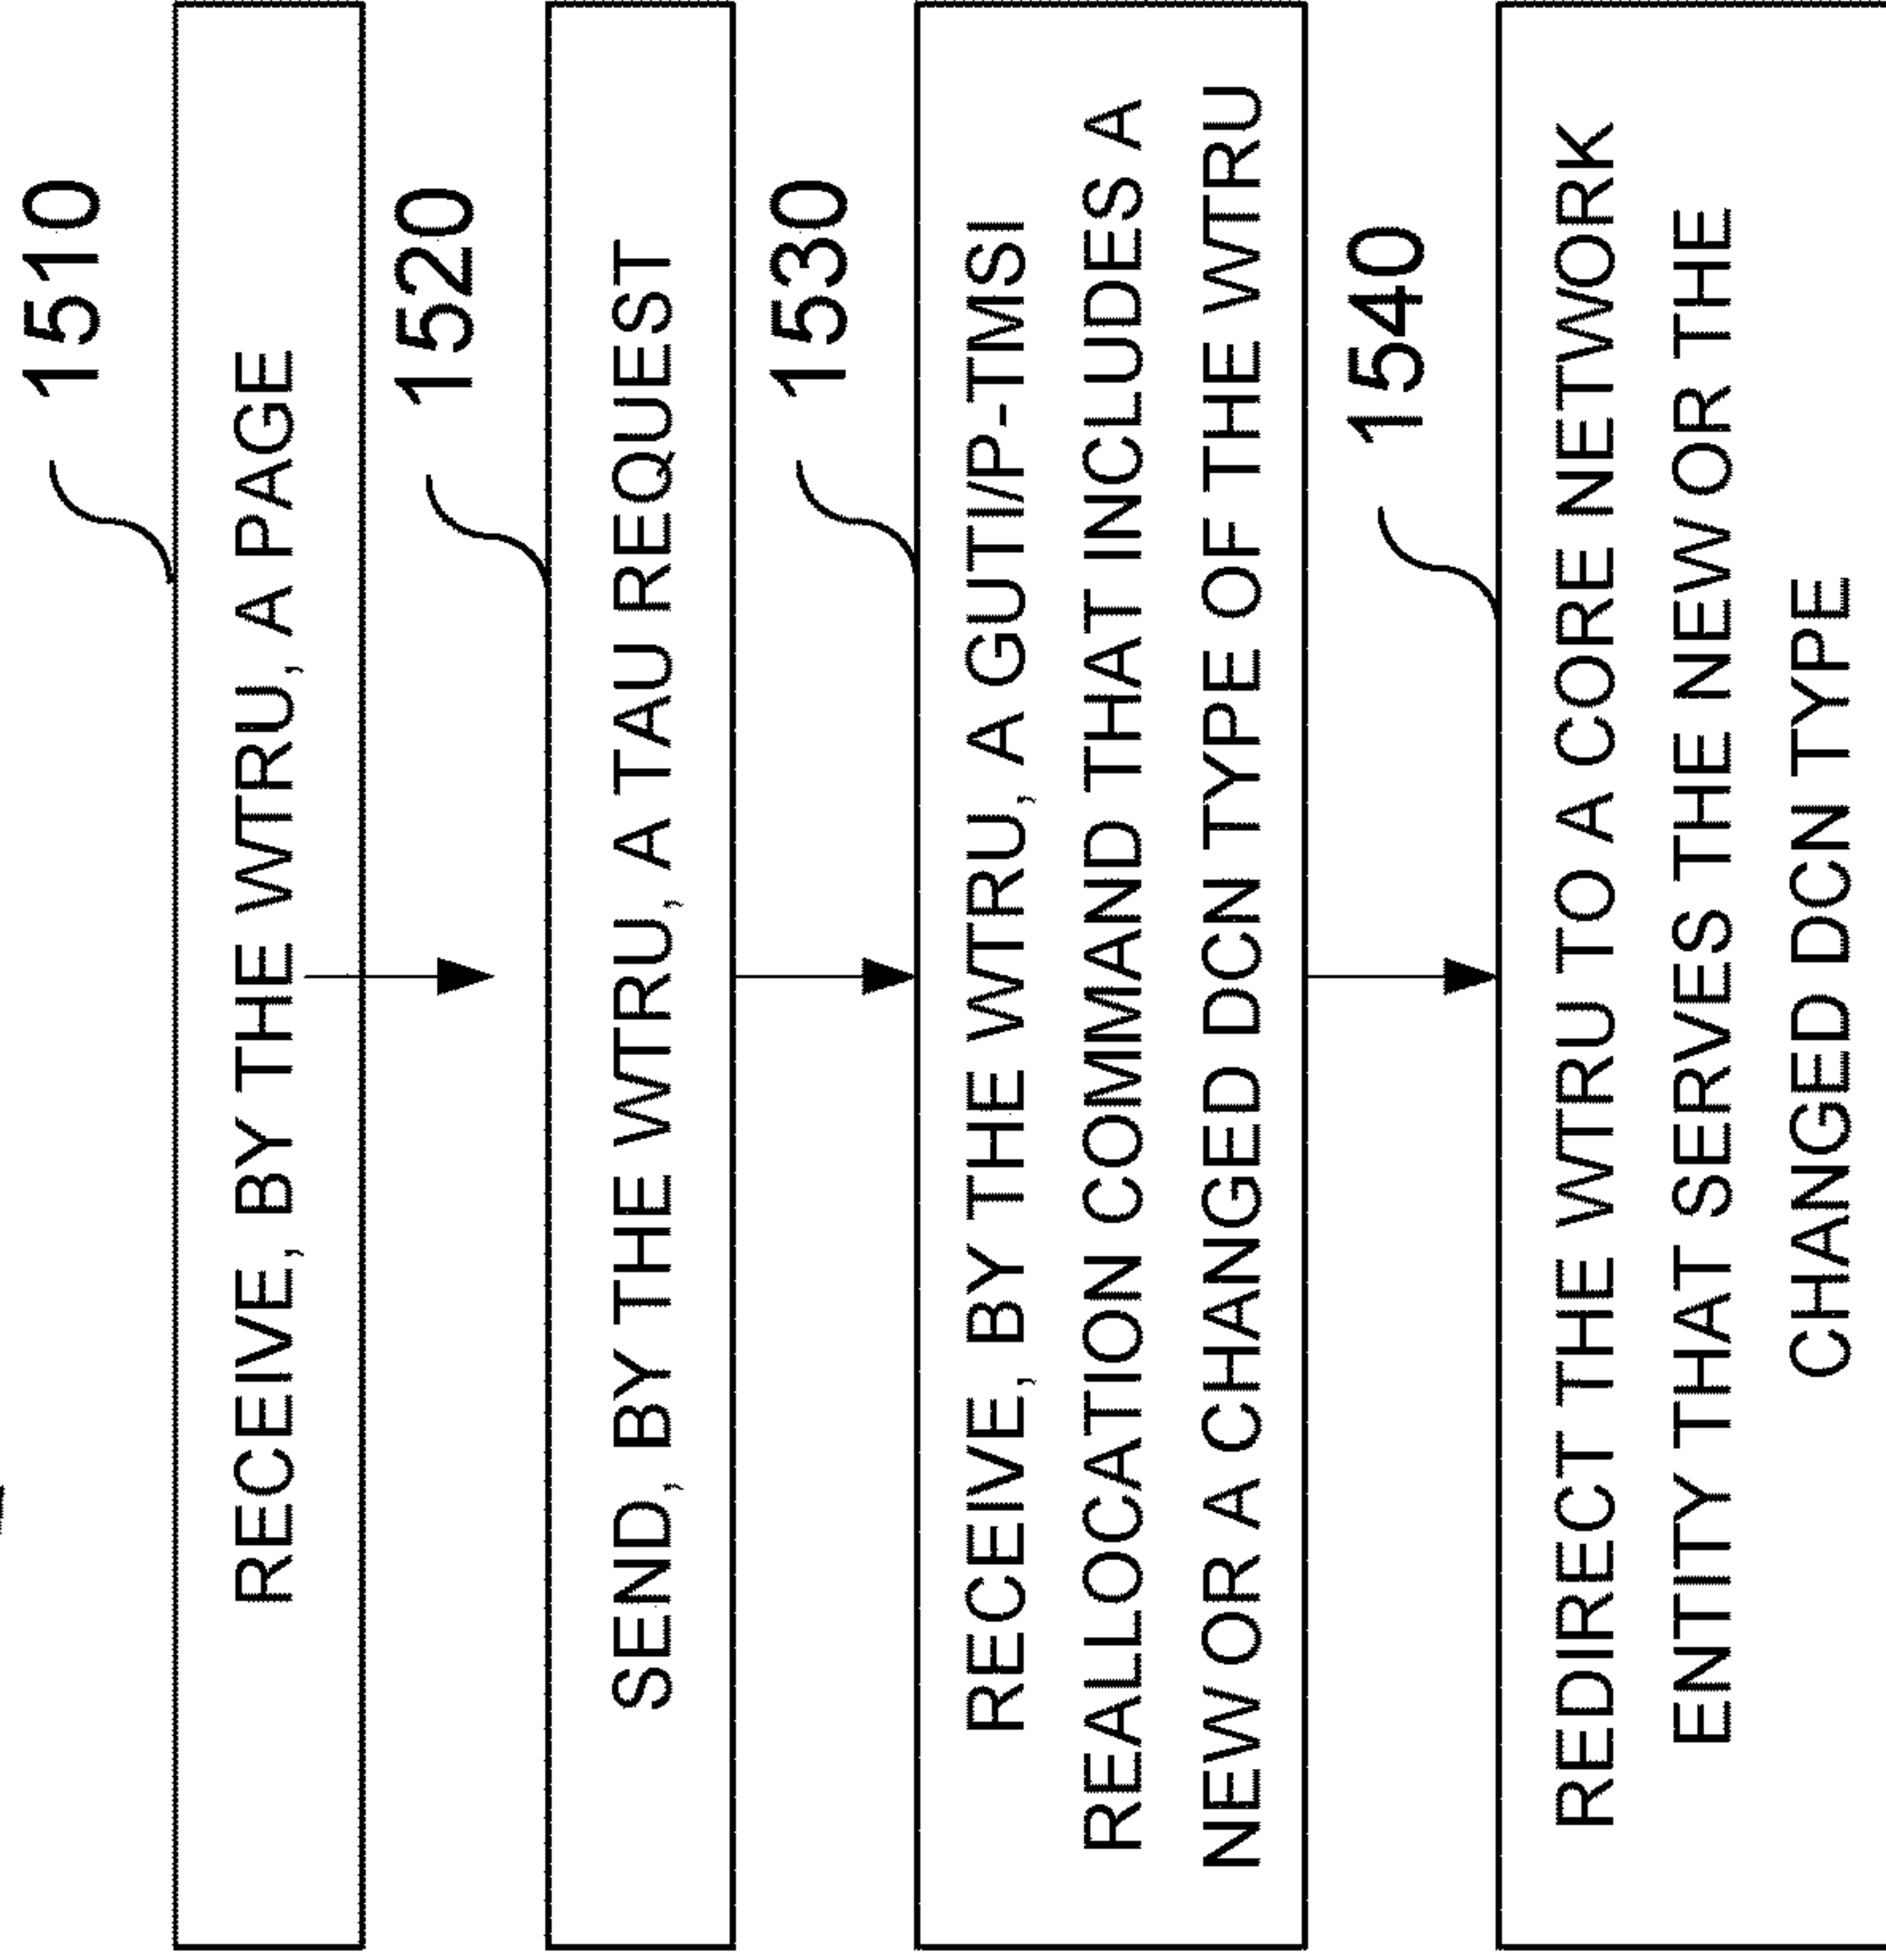 1510
RECEIVE, BY THE WTRU, A PAGE
1520
SEND, BY THE WTRU, A TAU REQUEST
1530
RECEIVE, BY THE WTRU, A GUTI/P-TMSI
REALLOCATION COMMAND THAT INCLUDES A
NEW OR A CHANGED DCN TYPE OF THE WTRU
1540
REDIRECT THE WTRU TO A CORE NETWORK
ENTITY THAT SERVES THE NEW OR THE
CHANGED DCN TYPE